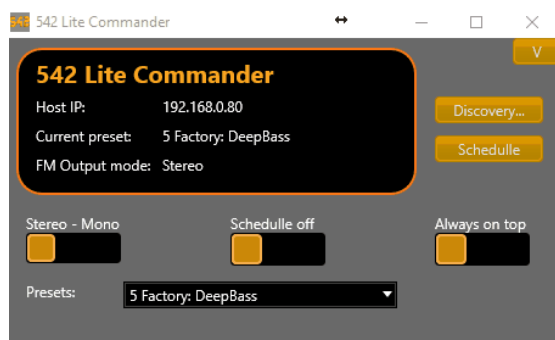 542 542 Lite Commander
V
542 Lite Commander
Host IP: 192.168.0.80
Current preset: 5 Factory: DeepBass
FM Output mode: Stereo
Discovery...
Schedulle
Stereo - Mono Schedulle off Always on top
Presets: 5 Factory: DeepBass